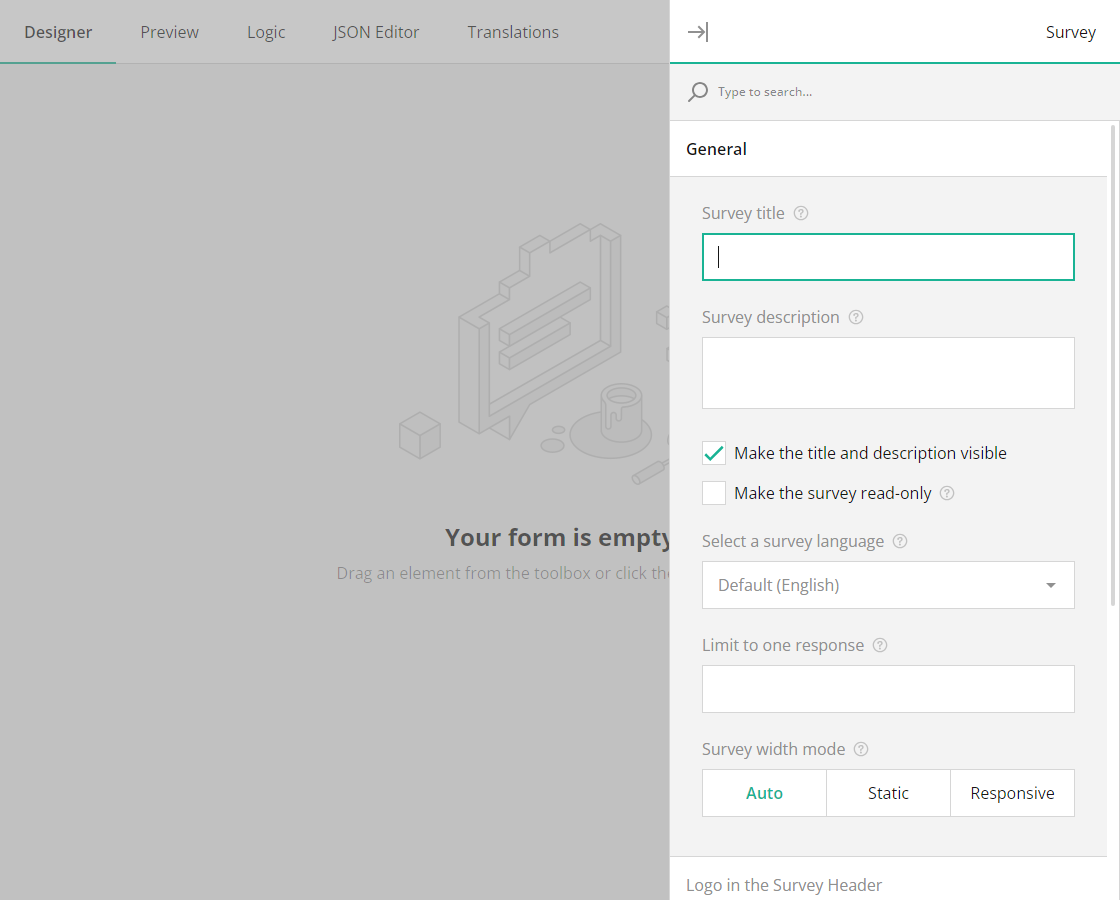 Designer Preview Logic JSON Editor Translations
Survey
Type to search...
General
Survey title
Survey description
Make the title and description visible
Make the survey read-only
Select a survey language
Default (English)
Limit to one response
Survey width mode
Auto Static Responsive
Logo in the Survey Header
Your form is empty
Drag an element from the toolbox or click the